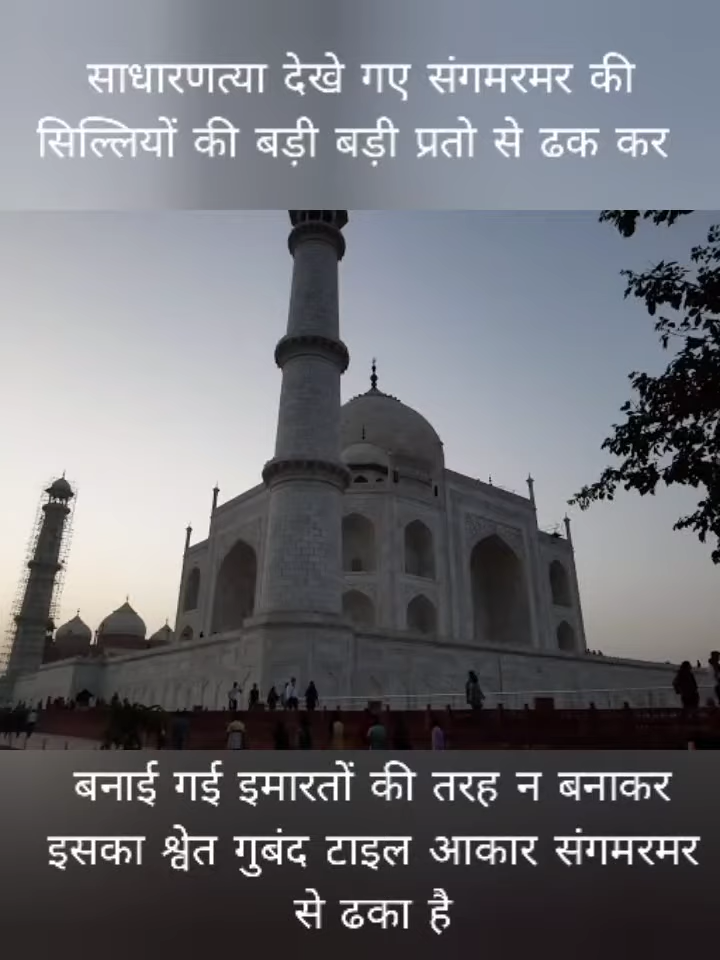 साधारणत्या देखे गए संगमरमर की
सिल्लियों की बड़ी बड़ी प्रतो से ढक कर
बनाई गई इमारतों की तरह न बनाकर
इसका श्वेत गुबंद टाइल आकार संगमरमर
से ढका है